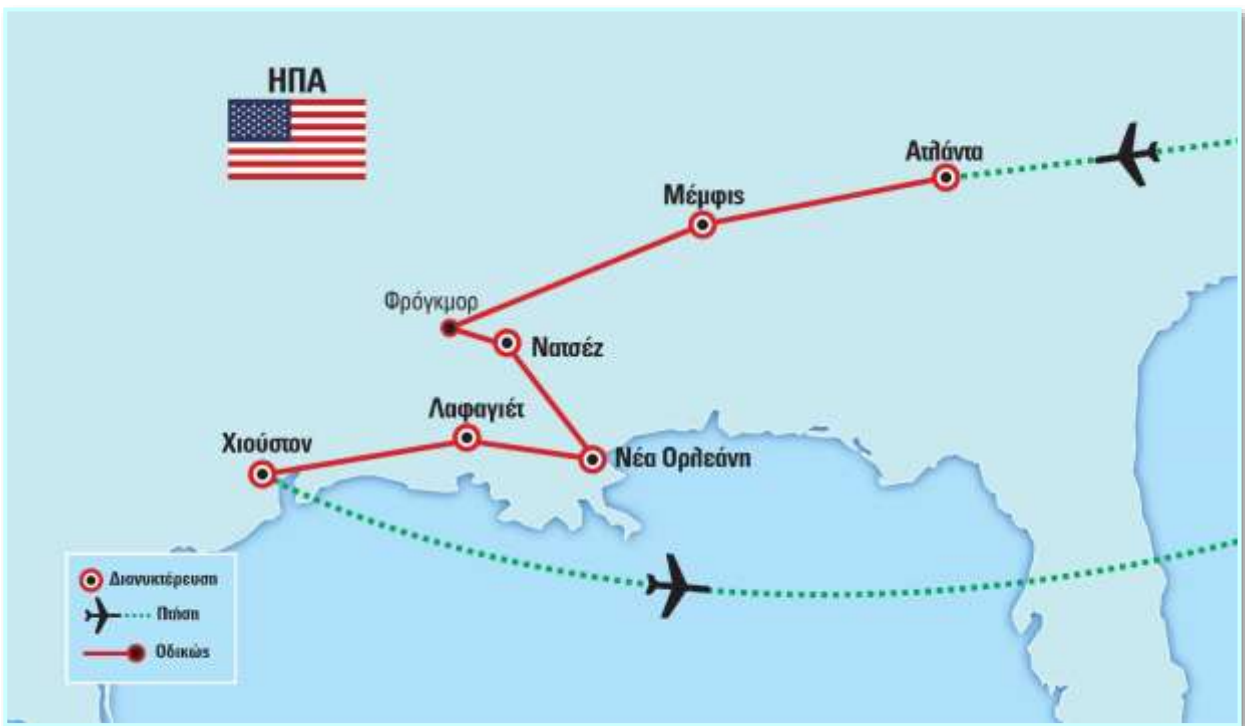 ΗΠΑ
Ατλάντα
Μέμφις
Φρόγκμορ
Νατσέζ
Λαφαγιέτ
Χιούστον
Νέα Ορλεάνη
Διανυκτέρευση
Πτήση
Οδικώς